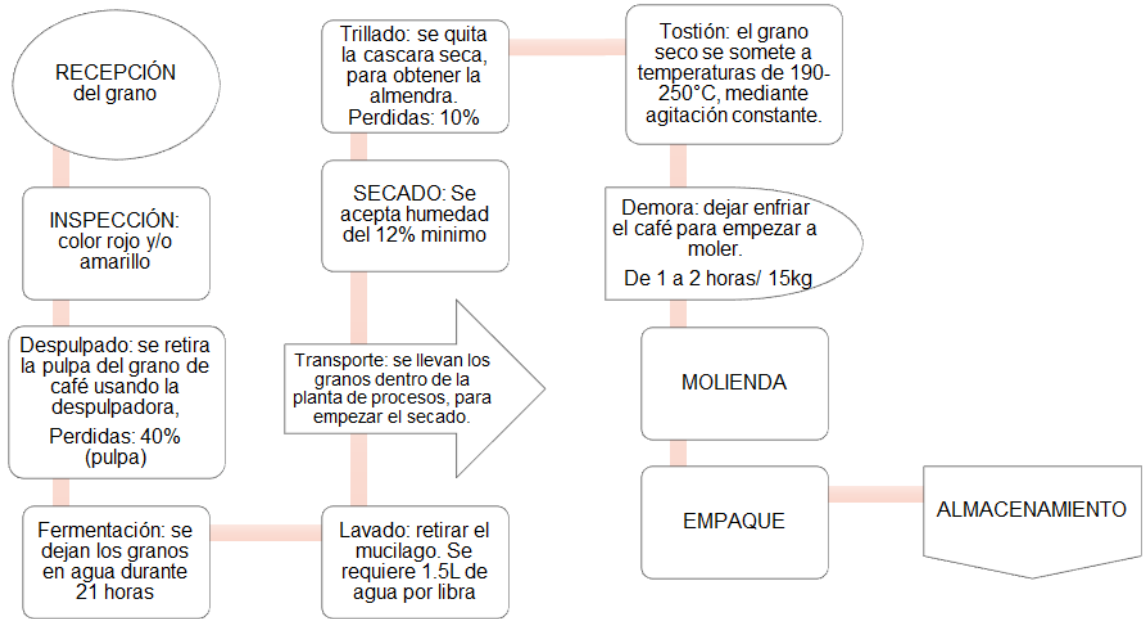 RECEPCIÓN
del grano
INSPECCIÓN:
color rojo y/o
amarillo
Despulpado: se retira
la pulpa del grano de
café usando la
despulpadora,
Perdidas: 40%
(pulpa)
Fermentación: se
dejan los granos
en agua durante
21 horas
Lavado: retirar el
mucilago. Se
requiere 1.5L de
agua por libra
Transporte: se llevan los
granos dentro de la
planta de procesos, para
empezar el secado.
SECADO: Se
acepta humedad
del 12% minimo
Trillado: se quita
la cascara seca,
para obtener la
almendra.
Perdidas: 10%
Tostión: el grano
seco se somete a
temperaturas de 190-
250°C, mediante
agitación constante.
Demora: dejar enfriar
el café para empezar a
moler.
De 1 a 2 horas/ 15kg
MOLIENDA
EMPAQUE
ALMACENAMIENTO